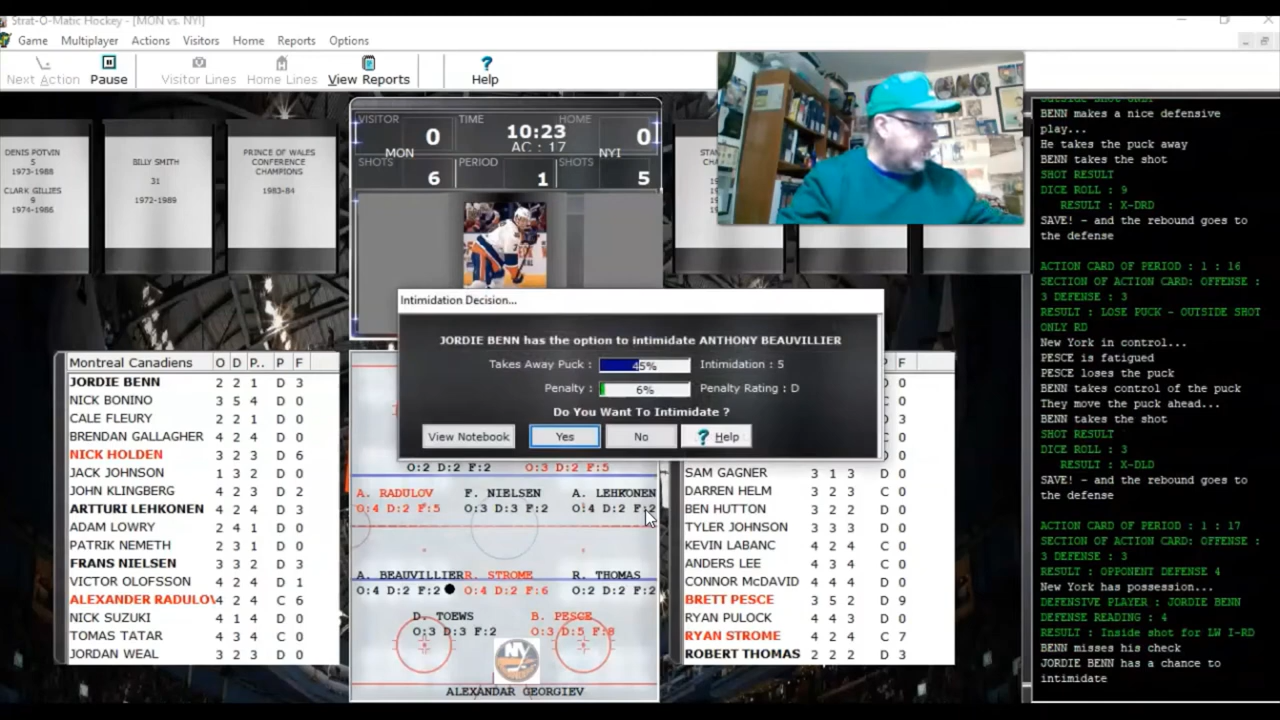 Strat-O-Matic Hockey - [MON vs. NYI]
Game Multiplayer Actions Visitors Home Reports Options
Next Action Pause Visitor Lines Home Lines View Reports Help
DENIS POTVIN
5
1973-1988
CLARK GILLIES
9
1974-1986
BILLY SMITH
31
1972-1989
PRINCE OF WALES
CONFERENCE
CHAMPIONS
1983-84
VISITOR 0 TIME 10:23 HOME 0
MON AC : 17 NYI
SHOTS PERIOD SHOTS
6 1 5
Intimidation Decision...
JORDIE BENN has the option to intimidate ANTHONY BEAUVILLIER
Takes Away Puck : 45% Intimidation : 5
Penalty : 6% Penalty Rating : D
Do You Want To Intimidate ?
View Notebook Yes No Help
Montreal Canadiens O D P.. P F
JORDIE BENN 2 2 1 D 3
NICK BONINO 3 5 4 D 0
CALE FLEURY 2 2 1 D 0
BRENDAN GALLAGHER 4 2 4 D 0
NICK HOLDEN 3 2 3 D 6
JACK JOHNSON 1 3 2 D 0
JOHN KLINGBERG 4 2 3 D 2
ARTTURI LEHKONEN 4 2 4 D 3
ADAM LOWRY 2 4 1 D 0
PATRIK NEMETH 2 3 1 D 0
FRANS NIELSEN 3 3 2 D 3
VICTOR OLOFSSON 4 2 4 D 1
ALEXANDER RADULOV 4 2 4 C 6
NICK SUZUKI 4 1 4 D 0
TOMAS TATAR 4 3 4 C 0
JORDAN WEAL 3 2 3 D 0
O:2 D:2 F:2 O:3 D:2 F:5
A. RADULOV F. NIELSEN A. LEHKONEN
O:4 D:2 F:5 O:3 D:3 F:2 O:4 D:2 F:2
A. BEAUVILLIER R. STROME R. THOMAS
O:4 D:2 F:2 O:4 D:2 F:6 O:2 D:2 F:2
D. TOEWS B. PESCE
O:3 D:3 F:2 O:3 D:5 F:8
NY
ALEXANDAR GEORGIEV
P F
D 0
C 0
D 3
SAM GAGNER 3 1 3 D 0
DARREN HELM 3 2 3 C 0
BEN HUTTON 3 2 2 D 0
TYLER JOHNSON 3 3 3 D 0
KEVIN LABANC 4 2 4 D 0
ANDERS LEE 4 3 4 C 0
CONNOR McDAVID 4 4 4 D 0
BRETT PESCE 3 5 2 D 9
RYAN PULOCK 4 4 3 D 0
RYAN STROME 4 2 4 C 7
ROBERT THOMAS 2 2 2 D 3
BENN makes a nice defensive
play...
He takes the puck away
BENN takes the shot
SHOT RESULT
DICE ROLL : 9
RESULT : X-DRD
SAVE! - and the rebound goes to
the defense
ACTION CARD OF PERIOD : 1 : 16
SECTION OF ACTION CARD: OFFENSE :
3 DEFENSE : 3
RESULT : LOSE PUCK - OUTSIDE SHOT
ONLY RD
New York in control...
PESCE is fatigued
PESCE loses the puck
BENN takes control of the puck
They move the puck ahead...
BENN takes the shot
SHOT RESULT
DICE ROLL : 3
RESULT : X-DLD
SAVE! - and the rebound goes to
the defense
ACTION CARD OF PERIOD : 1 : 17
SECTION OF ACTION CARD: OFFENSE :
3 DEFENSE : 3
RESULT : OPPONENT DEFENSE 4
New York has possession...
DEFENSIVE PLAYER : JORDIE BENN
DEFENSE READING : 4
RESULT : Inside shot for LW I-RD
BENN misses his check
JORDIE BENN has a chance to
intimidate